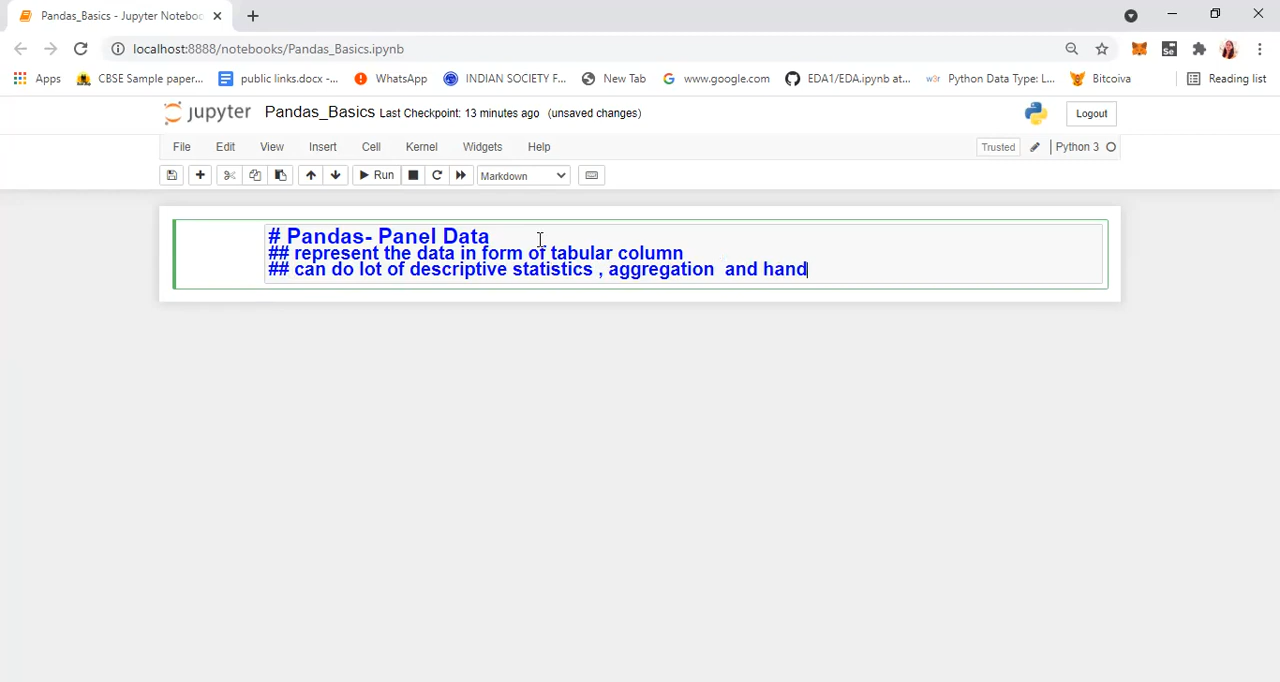 Pandas_Basics - Jupyter Noteboo
localhost:8888/notebooks/Pandas_Basics.ipynb
Apps CBSE Sample paper... public links.docx -... WhatsApp INDIAN SOCIETY F... New Tab www.google.com EDA1/EDA.ipynb at... w3r Python Data Type: L... Bitcoiva Reading list
jupyter Pandas_Basics Last Checkpoint: 13 minutes ago (unsaved changes) Logout
File Edit View Insert Cell Kernel Widgets Help Trusted Python 3
Run Markdown
# Pandas- Panel Data
## represent the data in form of tabular column
## can do lot of descriptive statistics , aggregation  and hand